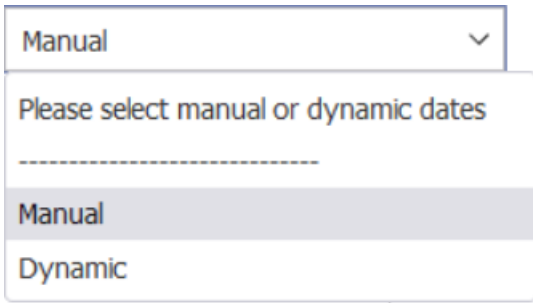 Manual
Please select manual or dynamic dates
------------------------------
Manual
Dynamic